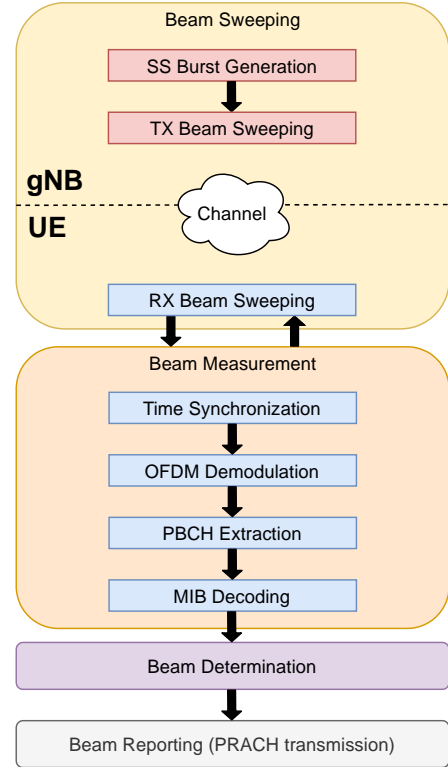 Beam Sweeping
SS Burst Generation
TX Beam Sweeping
gNB
Channel
UE
RX Beam Sweeping
Beam Measurement
Time Synchronization
OFDM Demodulation
PBCH Extraction
MIB Decoding
Beam Determination
Beam Reporting (PRACH transmission)